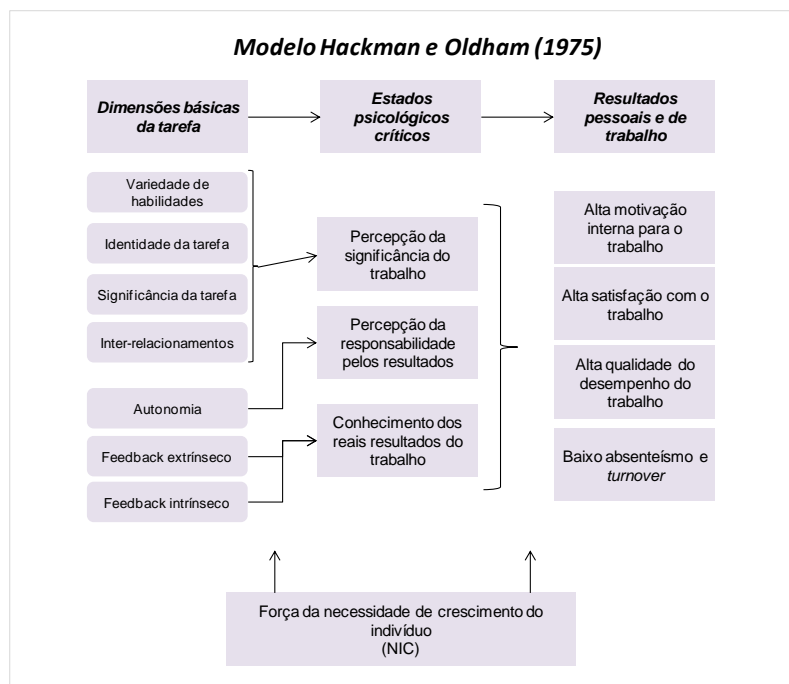 Modelo Hackman e Oldham (1975)
Dimensões básicas
da tarefa
Estados
psicológicos
críticos
Resultados
pessoais e de
trabalho
Variedade de
habilidades
Identidade da tarefa
Significância da tarefa
Inter-relacionamentos
Autonomia
Feedback extrínseco
Feedback intrínseco
Percepção da
significância do
trabalho
Percepção da
responsabilidade
pelos resultados
Conhecimento dos
reais resultados do
trabalho
Alta motivação
interna para o
trabalho
Alta satisfação com o
trabalho
Alta qualidade do
desempenho do
trabalho
Baixo absenteísmo e
turnover
Força da necessidade de crescimento do
indivíduo
(NIC)